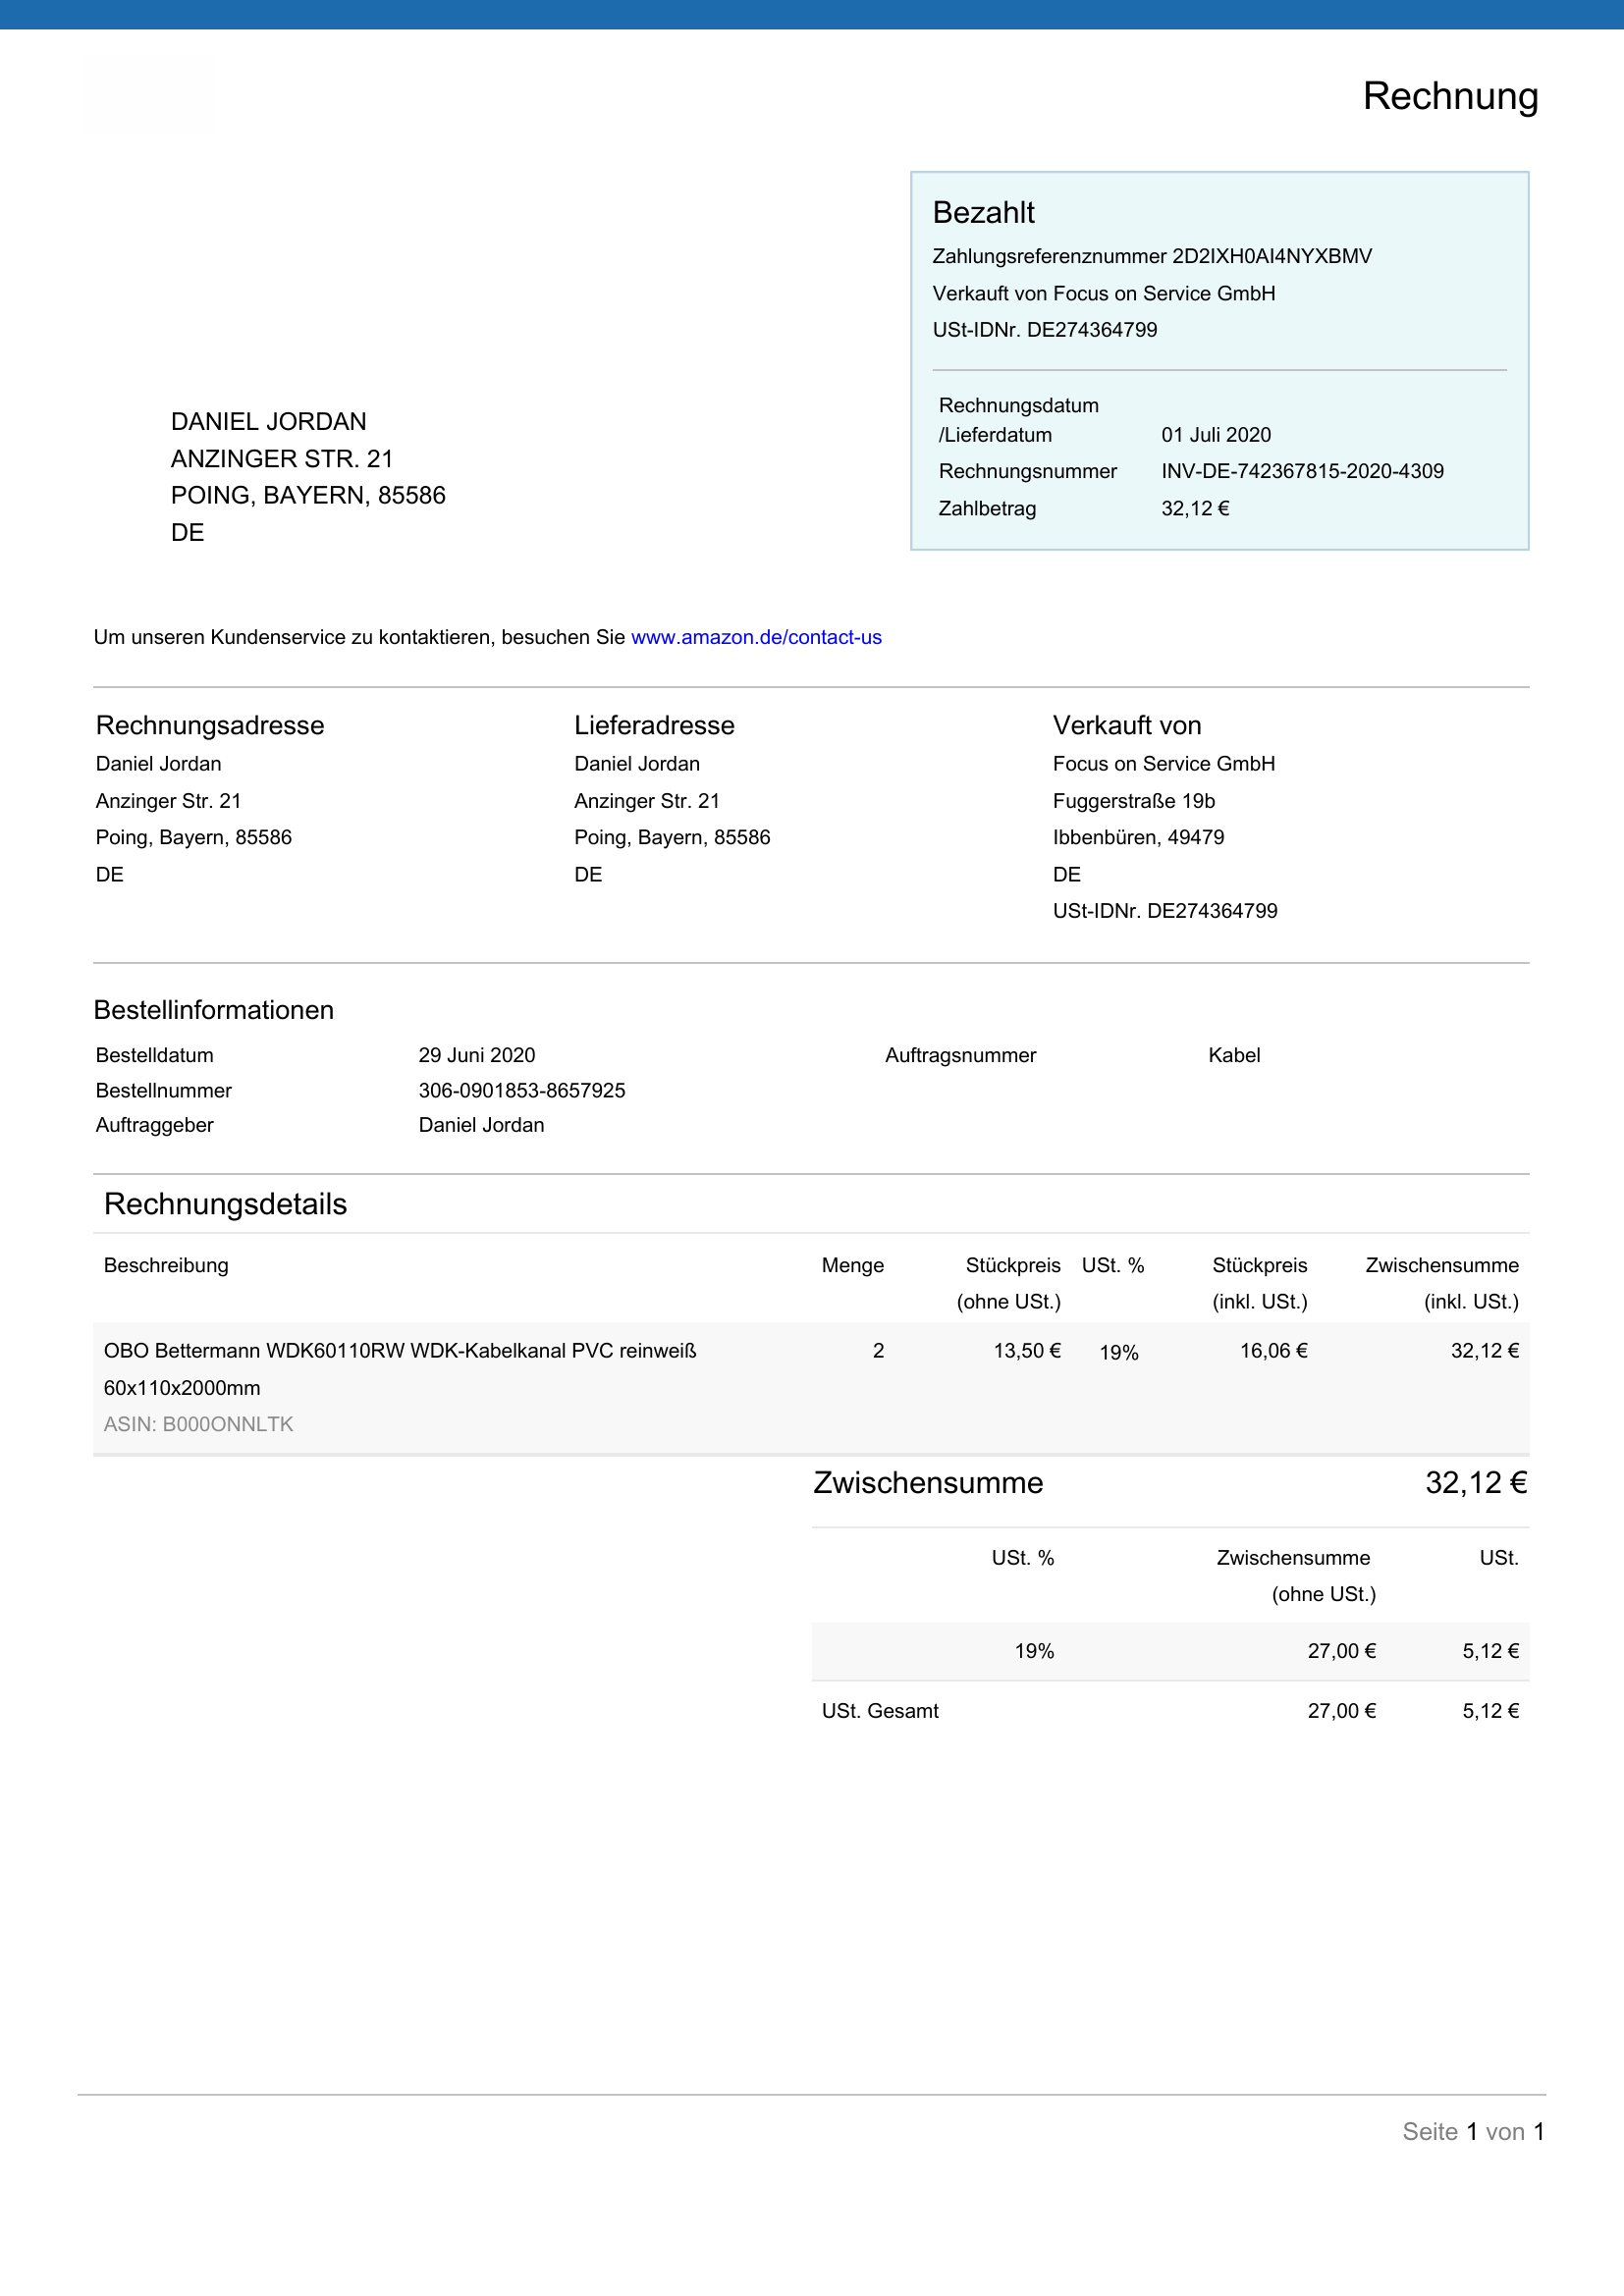 Rechnung
Bezahlt
Zahlungsreferenznummer 2D2IXH0AI4NYXBMV
Verkauft von Focus on Service GmbH
USt-IDNr. DE274364799
Rechnungsdatum
/Lieferdatum 01 Juli 2020
Rechnungsnummer INV-DE-742367815-2020-4309
Zahlbetrag 32,12 €
DANIEL JORDAN
ANZINGER STR. 21
POING, BAYERN, 85586
DE
Um unseren Kundenservice zu kontaktieren, besuchen Sie www.amazon.de/contact-us
Rechnungsadresse
Daniel Jordan
Anzinger Str. 21
Poing, Bayern, 85586
DE
Lieferadresse
Daniel Jordan
Anzinger Str. 21
Poing, Bayern, 85586
DE
Verkauft von
Focus on Service GmbH
Fuggerstraße 19b
Ibbenbüren, 49479
DE
USt-IDNr. DE274364799
Bestellinformationen
Bestelldatum 29 Juni 2020 Auftragsnummer Kabel
Bestellnummer 306-0901853-8657925
Auftraggeber Daniel Jordan
Rechnungsdetails
Beschreibung Menge Stückpreis USt. % Stückpreis Zwischensumme
(ohne USt.) (inkl. USt.) (inkl. USt.)
OBO Bettermann WDK60110RW WDK-Kabelkanal PVC reinweiß 2 13,50 € 19% 16,06 € 32,12 €
60x110x2000mm
ASIN: B000ONNLTK
Zwischensumme 32,12 €
USt. % Zwischensumme USt.
(ohne USt.)
19% 27,00 € 5,12 €
USt. Gesamt 27,00 € 5,12 €
Seite 1 von 1